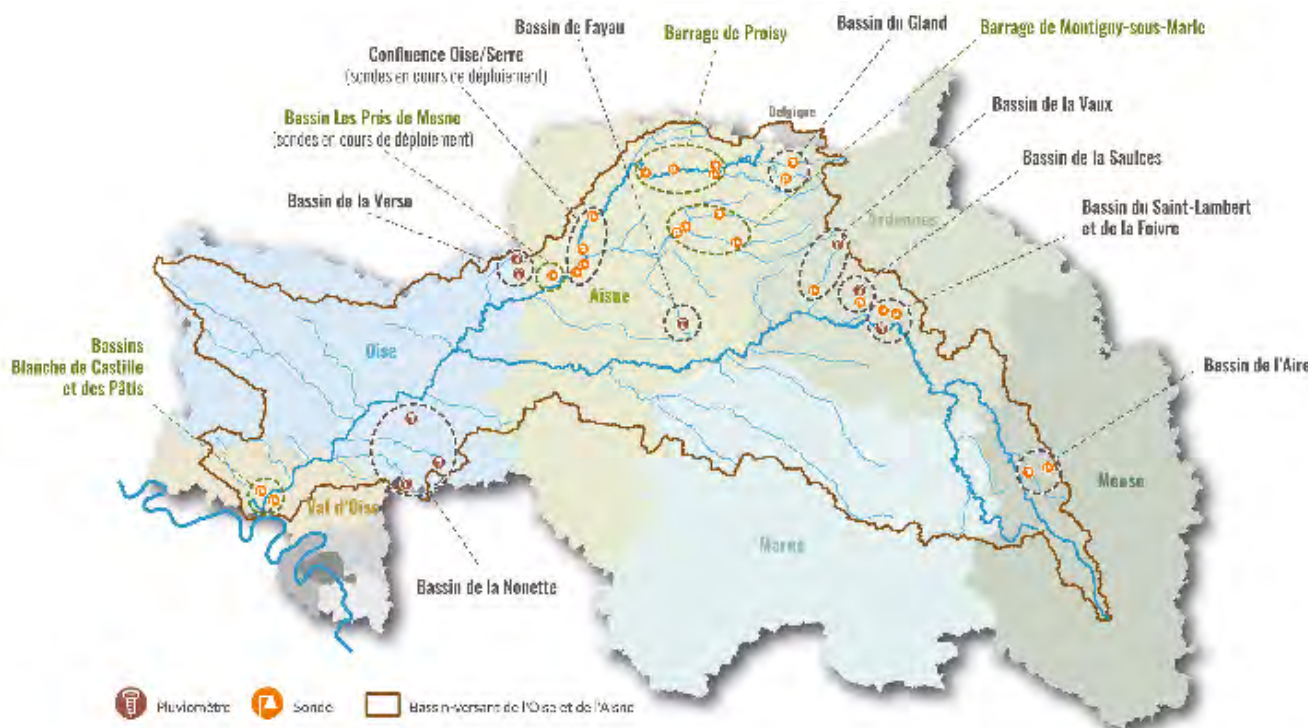 Bassin de Fayau
Barrage de Proisy
Bassin du Gland
Barrage de Montigny-sous-Marle
Confluence Oise/Serre
(sondes en cours de déploiement)
Bassin Les Prés de Mesne
(sondes en cours de déploiement)
Belgique
Bassin de la Vaux
Bassin de la Saulces
Bassin de la Verse
Ardennes
Bassin du Saint-Lambert
et de la Foivre
Aisne
Oise
Bassins
Blanche de Castille
et des Pâtis
Bassin de l'Aire
Meuse
Val d'Oise
Marne
Bassin de la Nonette
Pluviomètre
Sonde
Bassin-versant de l'Oise et de l'Aisne